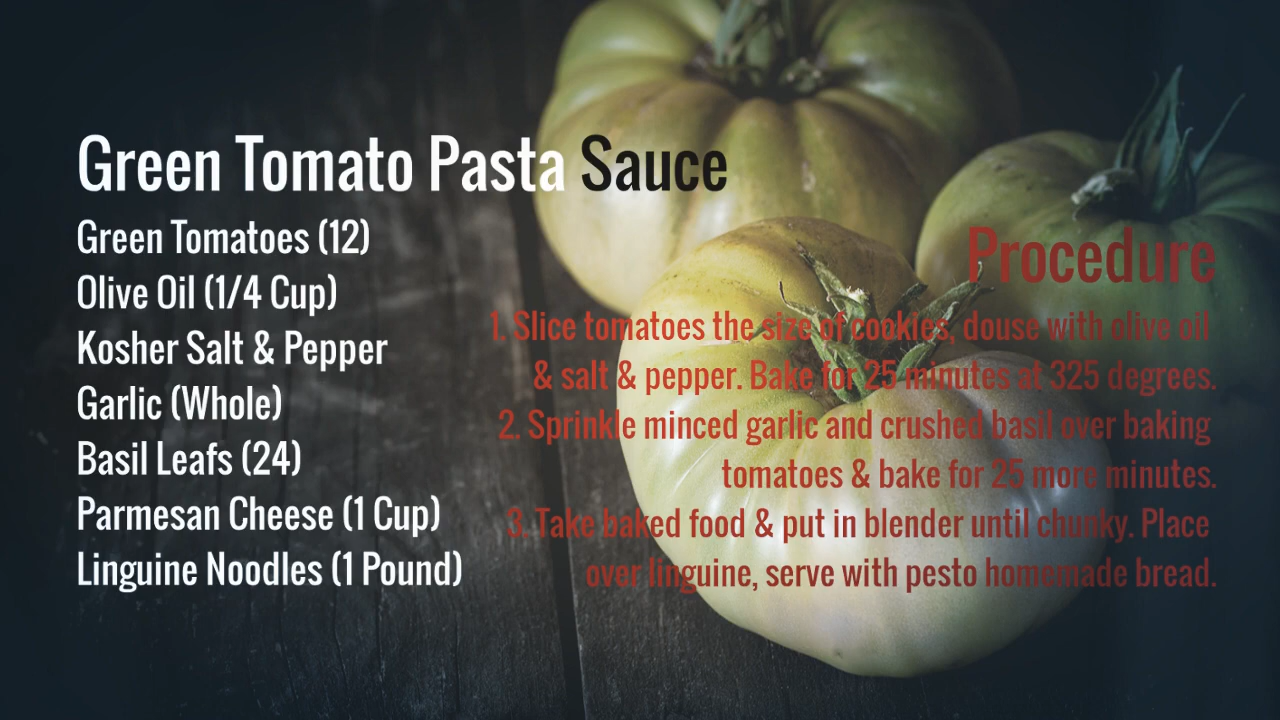 Green Tomato Pasta Sauce
Green Tomatoes (12)
Olive Oil (1/4 Cup)
Kosher Salt & Pepper
Garlic (Whole)
Basil Leafs (24)
Parmesan Cheese (1 Cup)
Linguine Noodles (1 Pound)
Procedure
1. Slice tomatoes the size of cookies, douse with olive oil
& salt & pepper. Bake for 25 minutes at 325 degrees.
2. Sprinkle minced garlic and crushed basil over baking
tomatoes & bake for 25 more minutes.
3. Take baked food & put in blender until chunky. Place
over linguine, serve with pesto homemade bread.